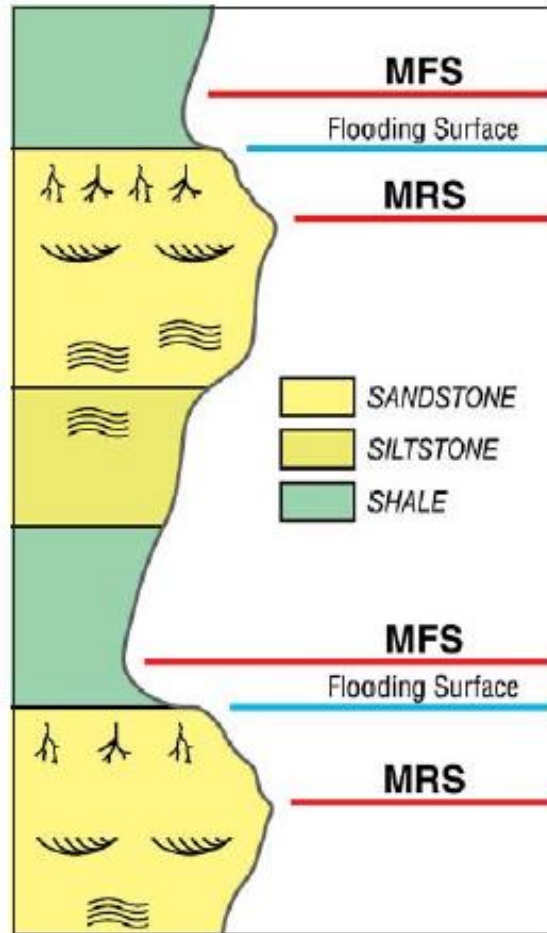 MFS
Flooding Surface
MRS
SANDSTONE
SILTSTONE
SHALE
MFS
Flooding Surface
MRS